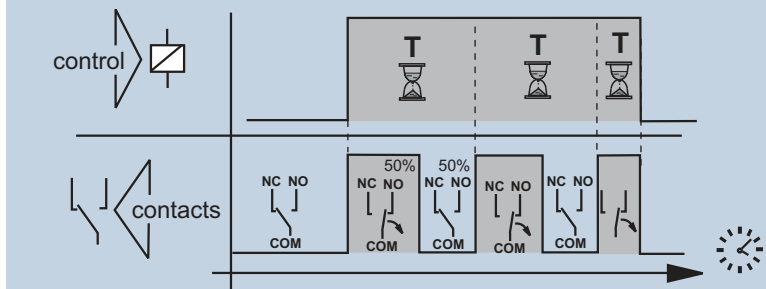 T T T
control
50% 50%
NC NO NC NO NC NO NC NO NC NO
contacts
COM COM COM COM COM